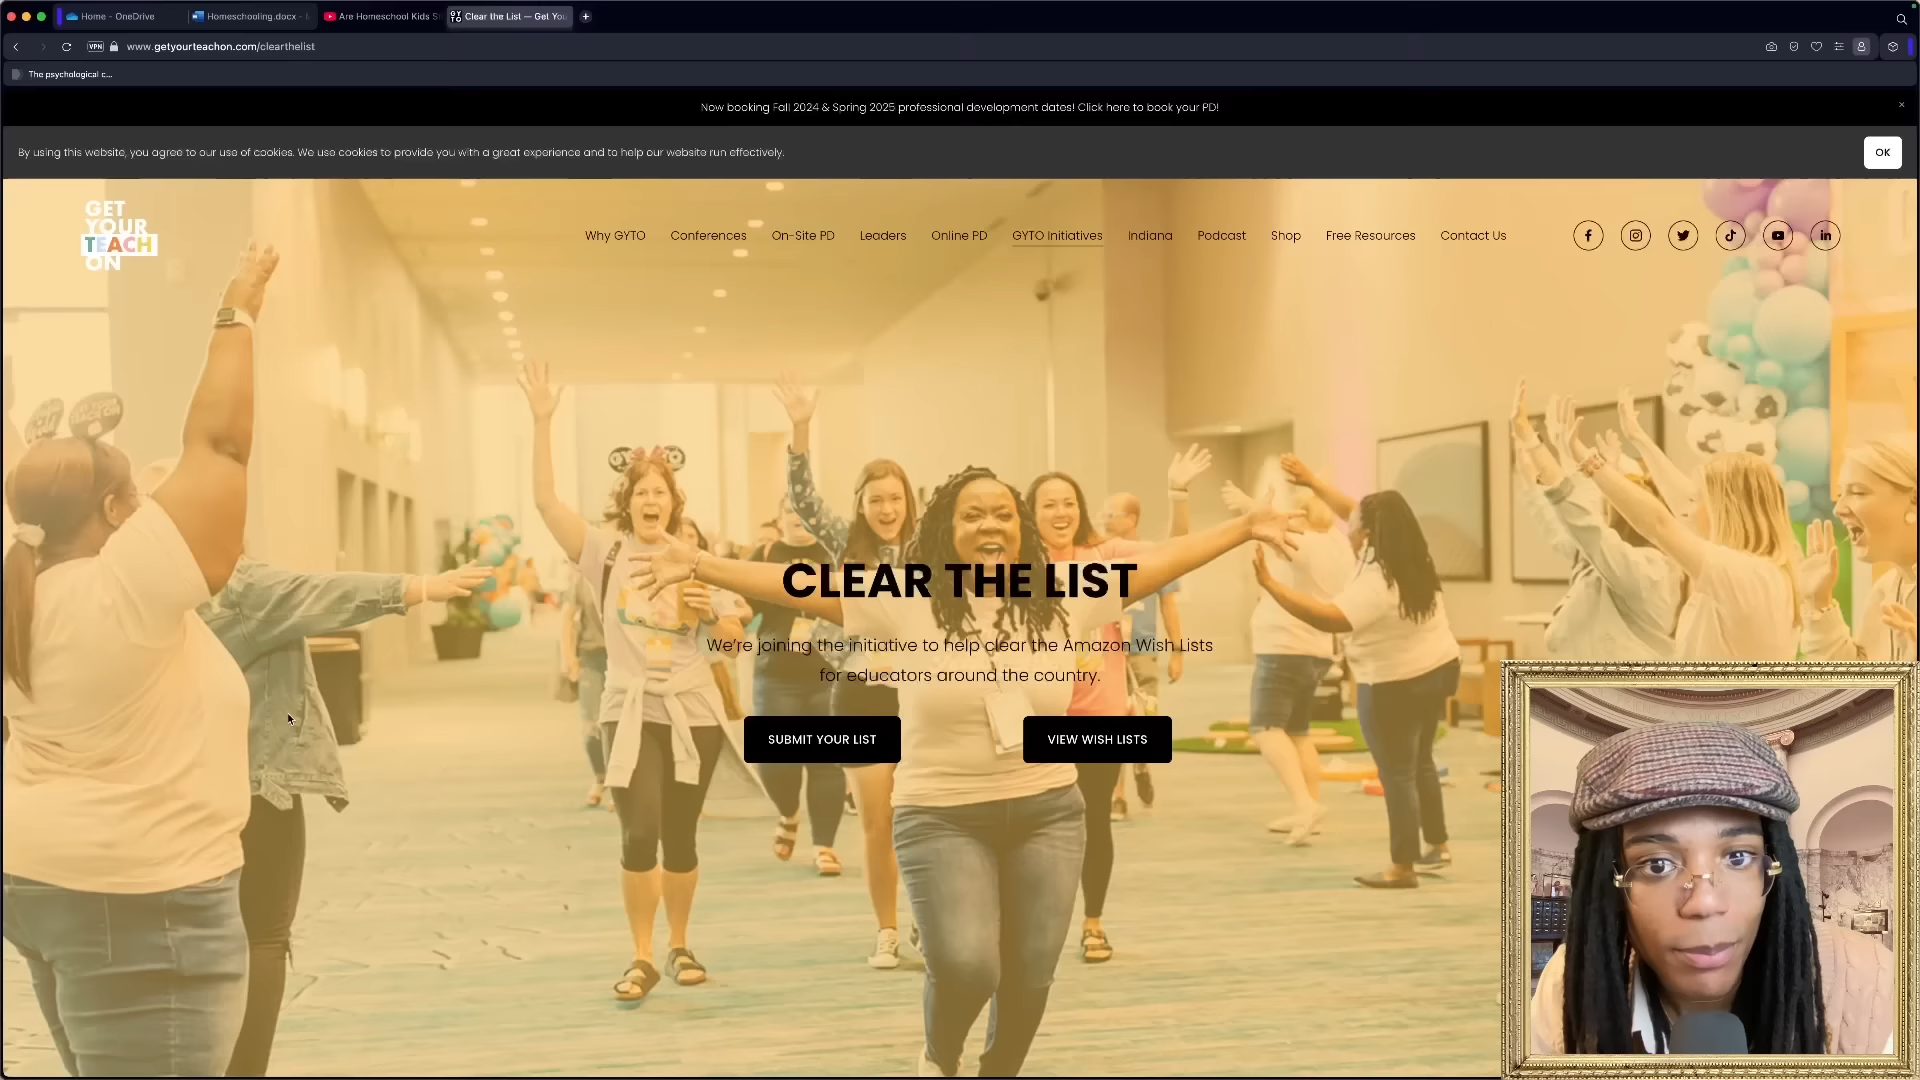 Home - OneDrive
Homeschooling.docx - 
Are Homeschool Kids S
Clear the List — Get Yo
VPN
www.getyourteachon.com/clearthelist
The psychological c...
Now booking Fall 2024 & Spring 2025 professional development dates! Click here to book your PD!
By using this website, you agree to our use of cookies. We use cookies to provide you with a great experience and to help our website run effectively.
OK
GET
YOUR
TEACH
ON
Why GYTO
Conferences
On-Site PD
Leaders
Online PD
GYTO Initiatives
Indiana
Podcast
Shop
Free Resources
Contact Us
CLEAR THE LIST
We're joining the initiative to help clear the Amazon Wish Lists
for educators around the country.
SUBMIT YOUR LIST
VIEW WISH LISTS